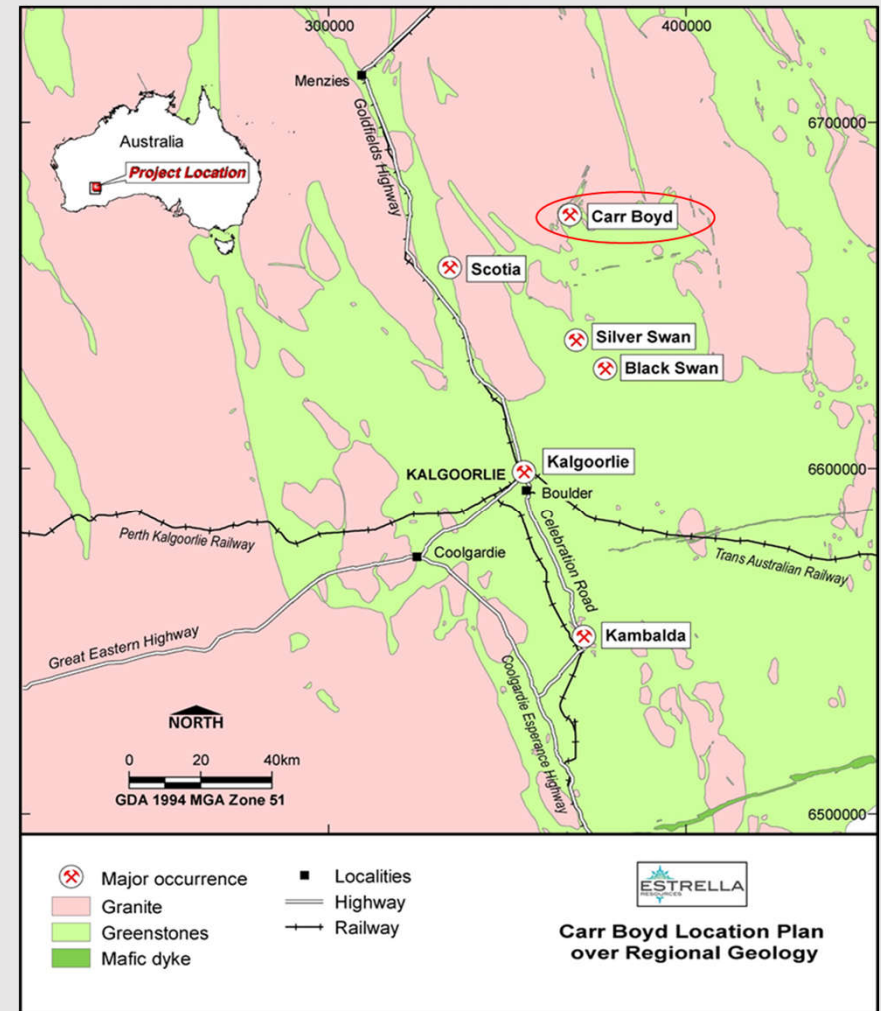 300000
400000
Menzies
Goldfields Highway
6700000
Australia
Project Location
Carr Boyd
Scotia
Silver Swan
Black Swan
KALGOORLIE
Kalgoorlie
6600000
Boulder
Perth Kalgoorlie Railway
Celebration Road
Coolgardie
Trans Australian Railway
Great Eastern Highway
Kambalda
Coolgardie Esperance Highway
NORTH
0 20 40km
GDA 1994 MGA Zone 51
6500000
Major occurrence
Granite
Greenstones
Mafic dyke
Localities
Highway
Railway
ESTRELLA
RESOURCES
Carr Boyd Location Plan
over Regional Geology